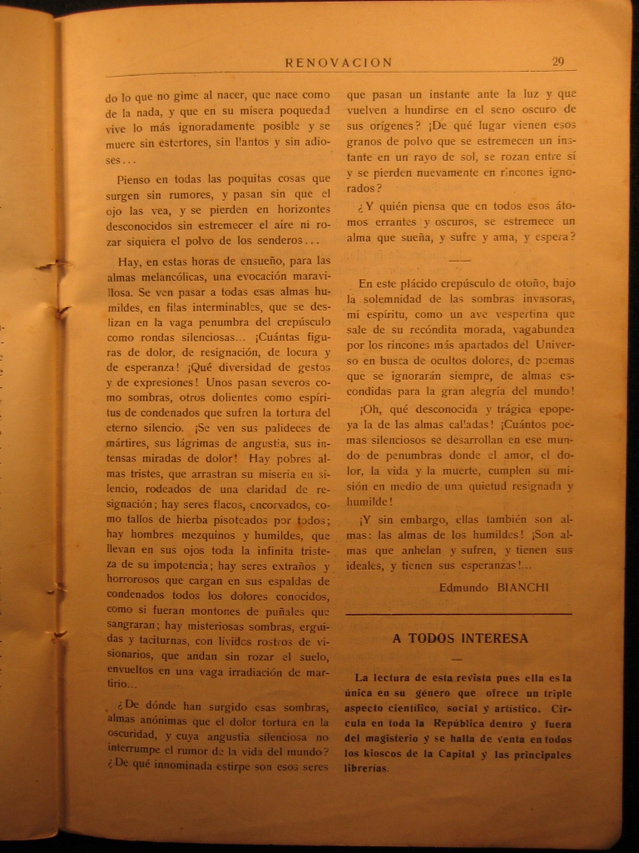 RENOVACION 29
do lo que no gime al nacer, que nace como
de la nada, y que en su mísera poquedad
vive lo más ignoradamente posible y se
muere sin estertores, sin llantos y sin adio-
ses...
Pienso en todas las poquitas cosas que
surgen sin rumores, y pasan sin que el
ojo las vea, y se pierden en horizontes
desconocidos sin estremecer el aire ni ro-
zar siquiera el polvo de los senderos...
Hay, en estas horas de ensueño, para las
almas melancólicas, una evocación maravi-
llosa. Se ven pasar a todas esas almas hu-
mildes, en filas interminables, que se des-
lizan en la vaga penumbra del crepúsculo
como rondas silenciosas... ¡Cuántas figu-
ras de dolor, de resignación, de locura y
de esperanza! ¡Qué diversidad de gestos
y de expresiones! Unos pasan severos co-
mo sombras, otros dolientes como espíri-
tus de condenados que sufren la tortura del
eterno silencio. ¡Se ven sus palideces de
mártires, sus lágrimas de angustia, sus in-
tensas miradas de dolor! Hay pobres al-
mas tristes, que arrastran su miseria en si-
lencio, rodeados de una claridad de re-
signación; hay seres flacos, encorvados, co-
mo tallos de hierba pisoteados por todos;
hay hombres mezquinos y humildes, que
llevan en sus ojos toda la infinita triste-
za de su impotencia; hay seres extraños y
horrorosos que cargan en sus espaldas de
condenados todos los dolores conocidos,
como si fueran montones de puñales que
sangraran; hay misteriosas sombras, ergui-
das y taciturnas, con lívidos rostros de vi-
sionarios, que andan sin rozar el suelo,
envueltos en una vaga irradiación de mar-
tirio...
¿De dónde han surgido esas sombras,
almas anónimas que el dolor tortura en la
oscuridad, y cuya angustia silenciosa no
interrumpe el rumor de la vida del mundo?
¿De qué innominada estirpe son esos seres
que pasan un instante ante la luz y que
vuelven a hundirse en el seno oscuro de
sus orígenes? ¡De qué lugar vienen esos
granos de polvo que se estremecen un ins-
tante en un rayo de sol, se rozan entre sí
y se pierden nuevamente en rincones igno-
rados?
¿Y quién piensa que en todos esos áto-
mos errantes y oscuros, se estremece un
alma que sueña, y sufre y ama, y espera?
En este plácido crepúsculo de otoño, bajo
la solemnidad de las sombras invasoras,
mi espíritu, como un ave vespertina que
sale de su recóndita morada, vagabundea
por los rincones más apartados del Univer-
so en busca de ocultos dolores, de poemas
que se ignorarán siempre, de almas es-
condidas para la gran alegría del mundo!
¡Oh, qué desconocida y trágica epope-
ya la de las almas calladas! ¡Cuántos poe-
mas silenciosos se desarrollan en ese mun-
do de penumbras donde el amor, el do-
lor, la vida y la muerte, cumplen su mi-
sión en medio de una quietud resignada y
humilde!
¡Y sin embargo, ellas también son al-
mas: las almas de los humildes! ¡Son al-
mas que anhelan y sufren, y tienen sus
ideales, y tienen sus esperanzas!...
Edmundo BIANCHI
A TODOS INTERESA
La lectura de esta revista pues ella es la
única en su género que ofrece un triple
aspecto científico, social y artístico. Cir-
cula en toda la República dentro y fuera
del magisterio y se halla de venta en todos
los kioscos de la Capital y las principales
librerías.